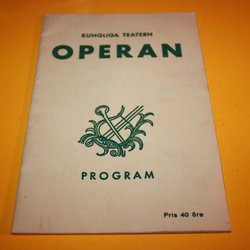 KUNGLIGA TEATERN
OPERAN
PROGRAM
Pris 40 öre